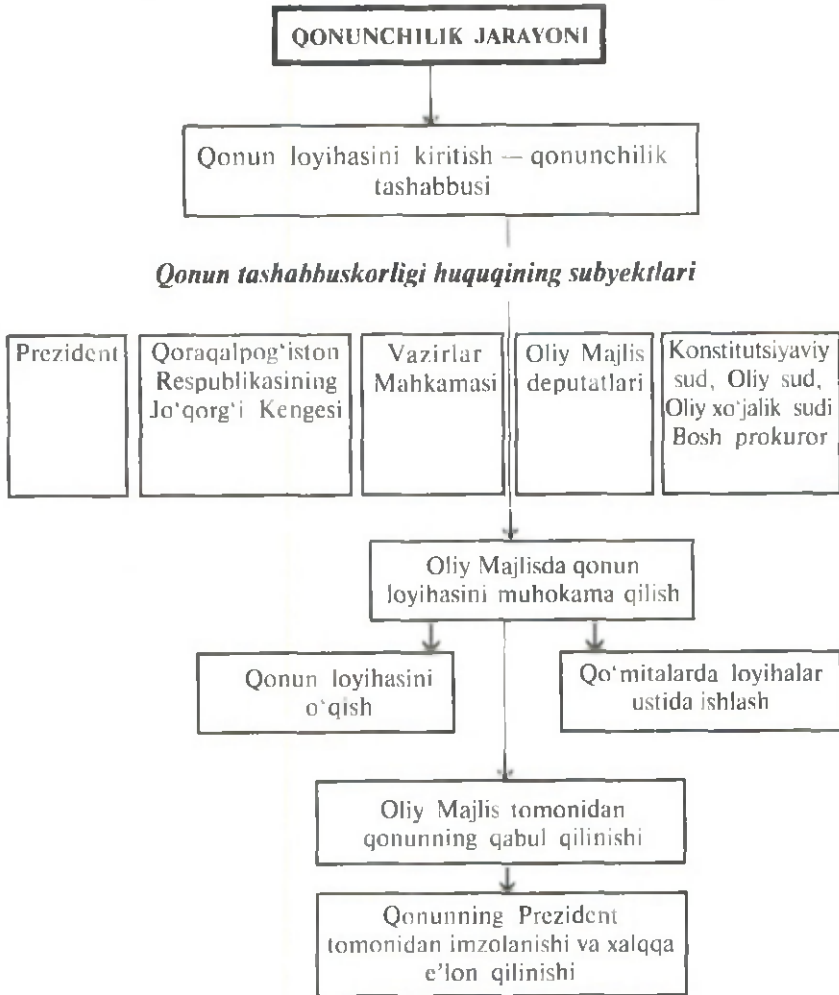 QONUNCHILIK JARAYONI
Qonun loyihasini kiritish — qonunchilik
tashabbusi
Qonun tashabbuskorligi huquqining subyektlari
Prezident
Qoraqalpog‘iston
Respublikasining
Jo‘qorg‘i Kengesi
Vazirlar
Mahkamasi
Oliy Majlis
deputatlari
Konstitutsiyaviy
sud, Oliy sud,
Oliy xo‘jalik sudi
Bosh prokuror
Oliy Majlisda qonun
loyihasini muhokama qilish
Qonun loyihasini
o‘qish
Qo‘mitalarda loyihalar
ustida ishlash
Oliy Majlis tomonidan
qonunning qabul qilinishi
Qonunning Prezident
tomonidan imzolanishi va xalqqa
e’lon qilinishi